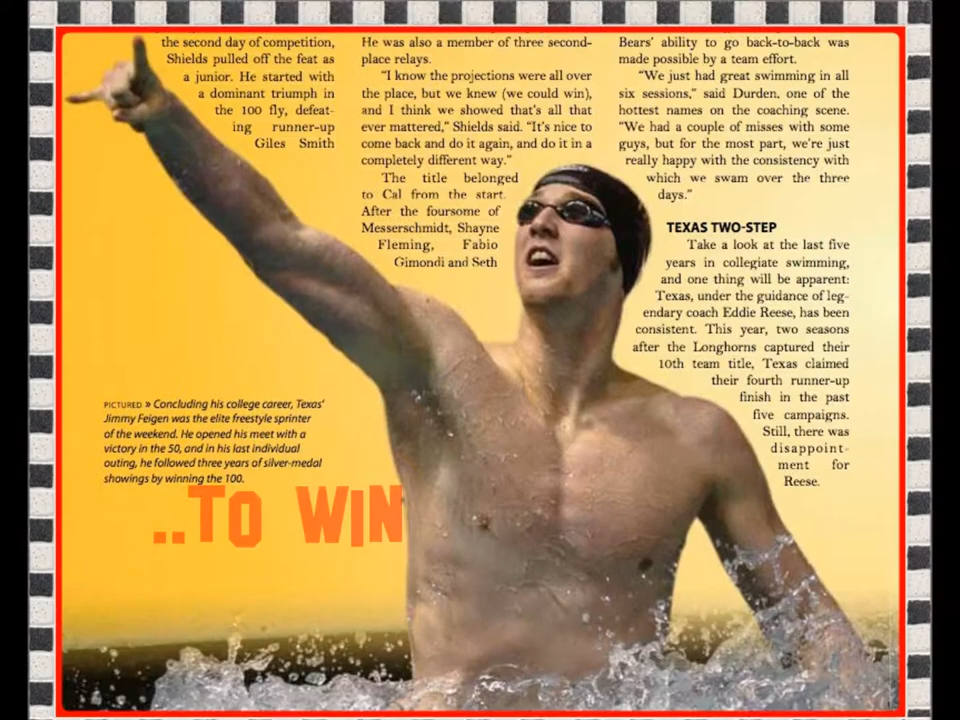 the second day of competition,
Shields pulled off the feat as
a junior. He started with
a dominant triumph in
the 100 fly, defeat-
ing runner-up
Giles Smith
He was also a member of three second-
place relays.
"I know the projections were all over
the place, but we knew (we could win),
and I think we showed that's all that
ever mattered," Shields said. "It's nice to
come back and do it again, and do it in a
completely different way."
The title belonged
to Cal from the start.
After the foursome of
Messerschmidt, Shayne
Fleming, Fabio
Gimondi and Seth
Bears' ability to go back-to-back was
made possible by a team effort.
"We just had great swimming in all
six sessions," said Durden, one of the
hottest names on the coaching scene.
"We had a couple of misses with some
guys, but for the most part, we're just
really happy with the consistency with
which we swam over the three
days."
TEXAS TWO-STEP
Take a look at the last five
years in collegiate swimming,
and one thing will be apparent:
Texas, under the guidance of leg-
endary coach Eddie Reese, has been
consistent. This year, two seasons
after the Longhorns captured their
10th team title, Texas claimed
their fourth runner-up
finish in the past
five campaigns.
Still, there was
disappoint-
ment for
Reese.
PICTURED » Concluding his college career, Texas'
Jimmy Feigen was the elite freestyle sprinter
of the weekend. He opened his meet with a
victory in the 50, and in his last individual
outing, he followed three years of silver-medal
showings by winning the 100.
..TO WIN